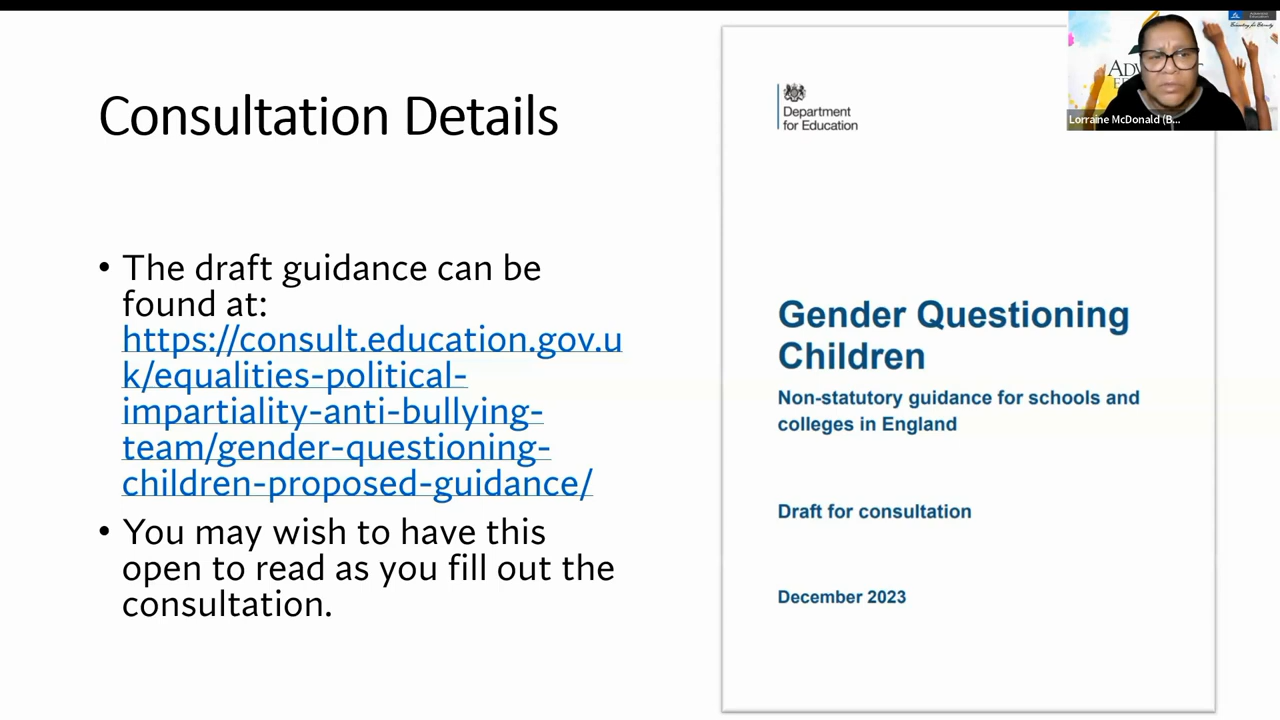 Consultation Details
• The draft guidance can be
found at:
https://consult.education.gov.u
k/equalities-political-
impartiality-anti-bullying-
team/gender-questioning-
children-proposed-guidance/
• You may wish to have this
open to read as you fill out the
consultation.
Department
for Education
Gender Questioning
Children
Non-statutory guidance for schools and
colleges in England
Draft for consultation
December 2023
Lorraine McDonald (B...